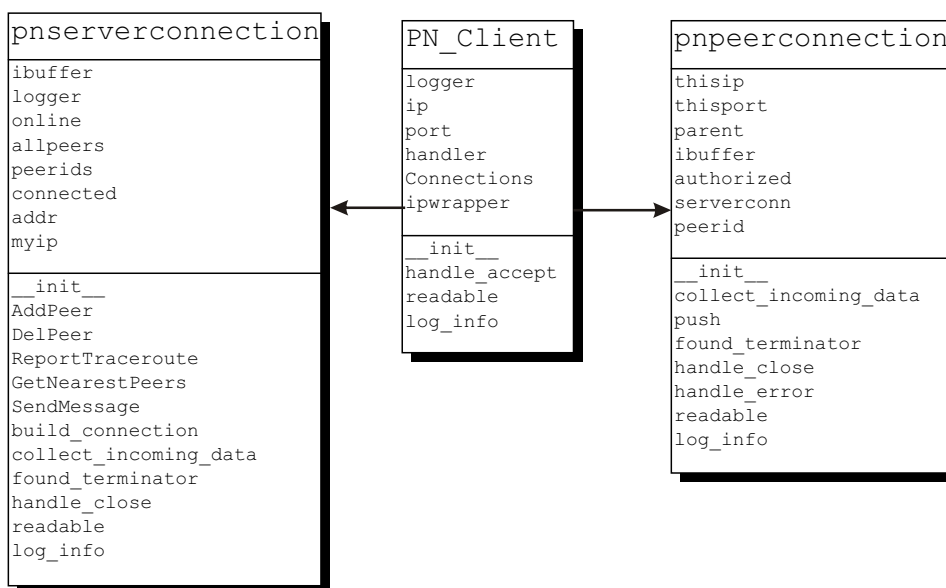 pnserverconnection
ibuffer
logger
online
allpeers
peerids
connected
addr
myip
__init__
AddPeer
DelPeer
ReportTraceroute
GetNearestPeers
SendMessage
build_connection
collect_incoming_data
found_terminator
handle_close
readable
log_info
PN_Client
logger
ip
port
handler
Connections
ipwrapper
__init__
handle_accept
readable
log_info
pnpeerconnection
thisip
thisport
parent
ibuffer
authorized
serverconn
peerid
__init__
collect_incoming_data
push
found_terminator
handle_close
handle_error
readable
log_info